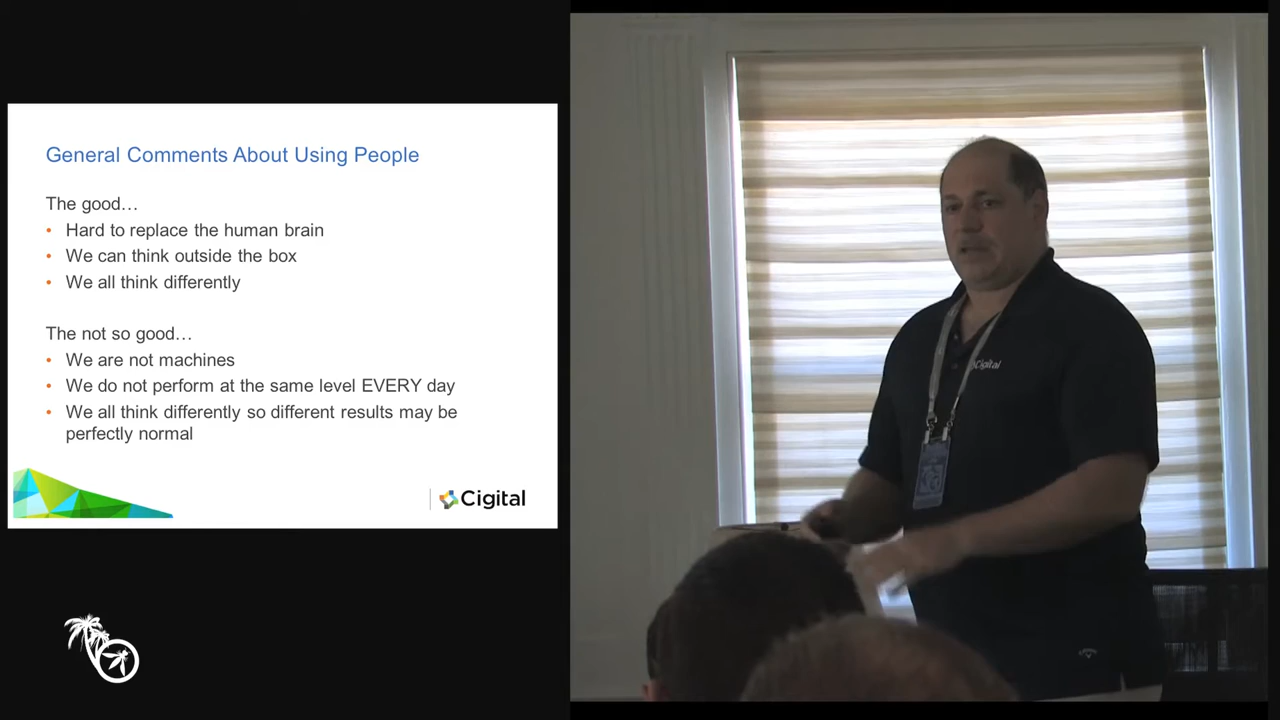 General Comments About Using People
The good…
• Hard to replace the human brain
• We can think outside the box
• We all think differently
The not so good…
• We are not machines
• We do not perform at the same level EVERY day
• We all think differently so different results may be
perfectly normal
Cigital
Cigital